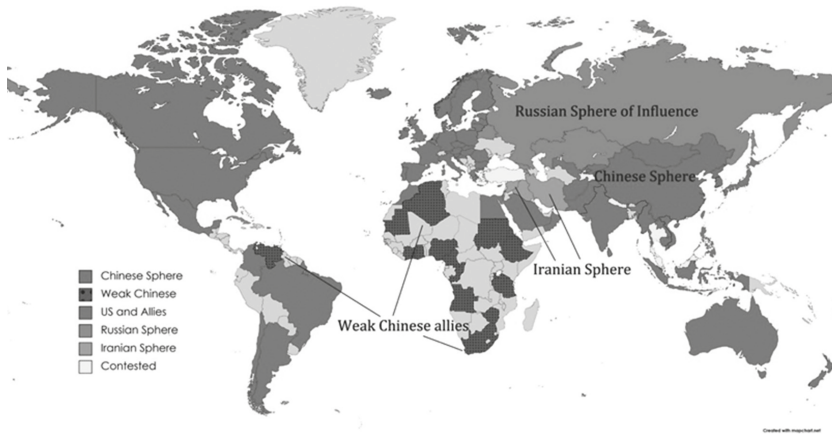 Russian Sphere of Influence
Chinese Sphere
Iranian Sphere
Weak Chinese allies
Chinese Sphere
Weak Chinese
US and Allies
Russian Sphere
Iranian Sphere
Contested
Created with mapchart.net